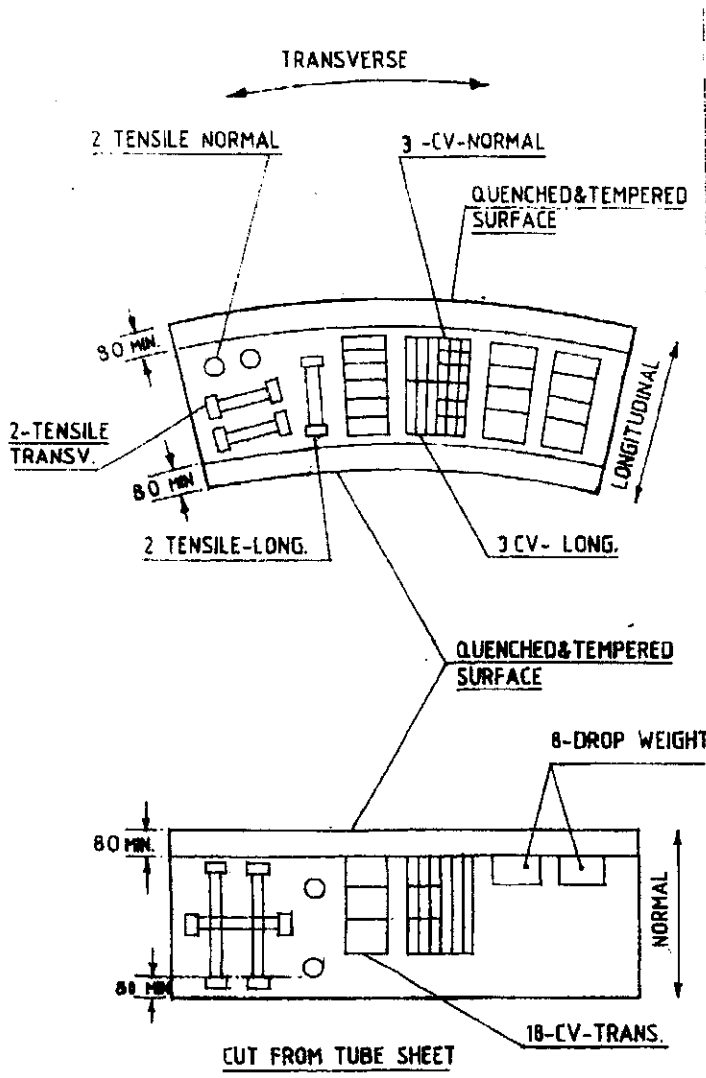 TRANSVERSE
2 TENSILE NORMAL
3 -CV-NORMAL
QUENCHED&TEMPERED
SURFACE
80 MIN.
LONGITUDINAL
2-TENSILE
TRANSV.
80 MIN
2 TENSILE-LONG.
3 CV- LONG.
QUENCHED&TEMPERED
SURFACE
8-DROP WEIGHT
80 MIN.
NORMAL
80 MIN
18-CV-TRANS.
CUT FROM TUBE SHEET